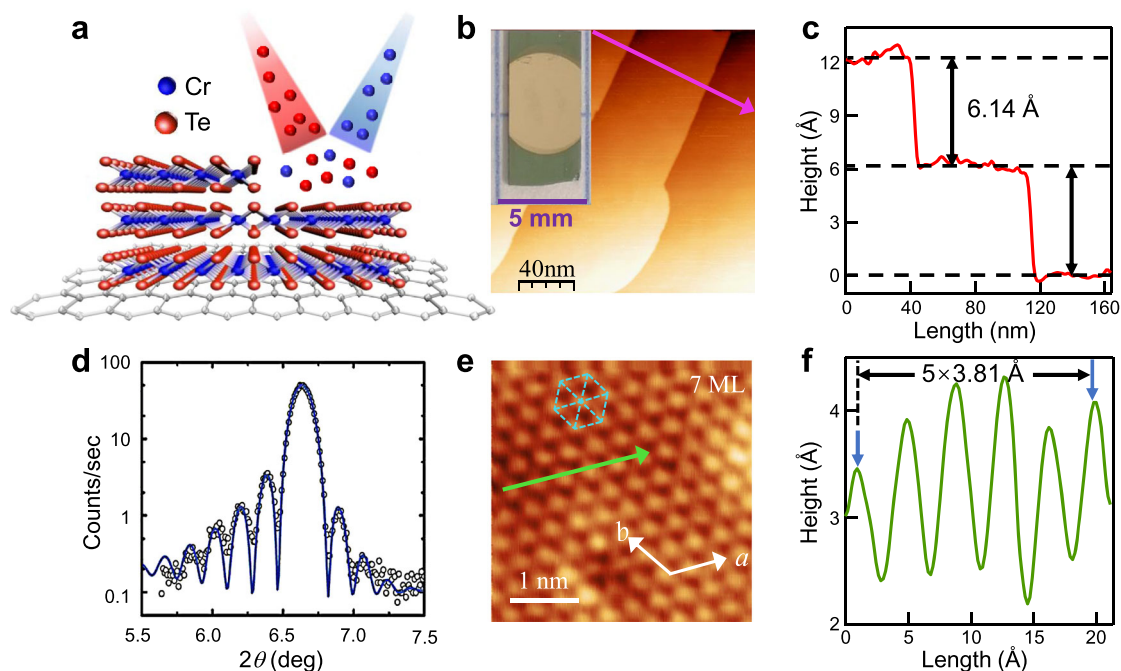 a
Cr
Te
b
5 mm
40nm
c
Height (Å)
12
9
6
3
0
6.14 Å
0
40
80
120
160
Length (nm)
d
Counts/sec
100
10
1
0.1
5.5
6.0
6.5
7.0
7.5
2θ (deg)
e
7 ML
b
a
1 nm
f
5×3.81 Å
Height (Å)
4
3
2
0
5
10
15
20
Length (Å)